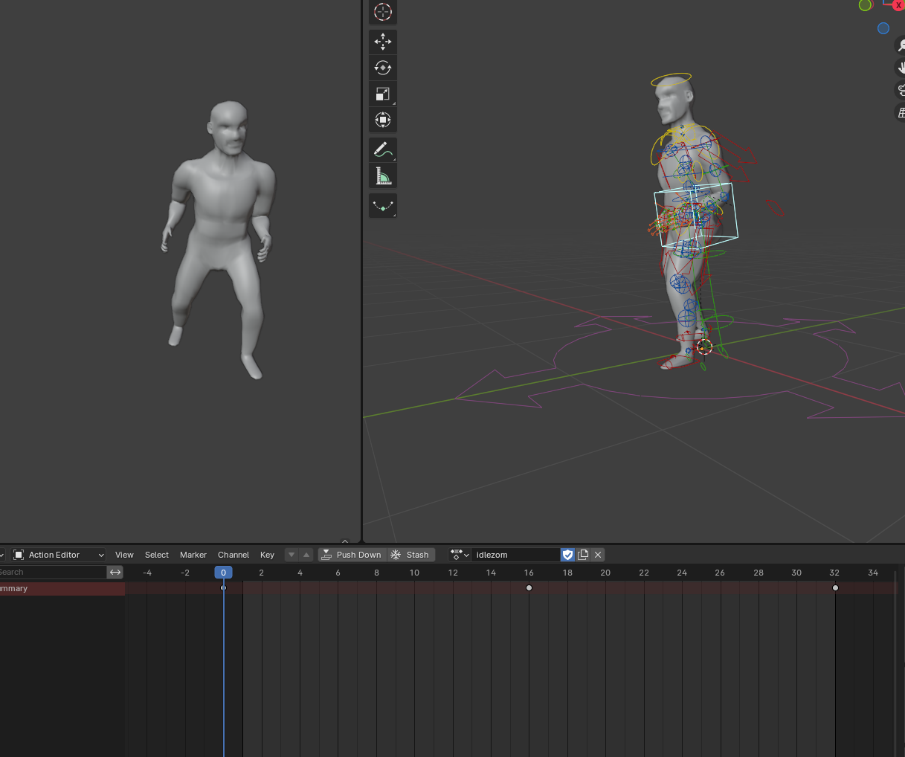 X
Action Editor View Select Marker Channel Key Push Down Stash idlezom
Search -4 -2 0 2 4 6 8 10 12 14 16 18 20 22 24 26 28 30 32 34
mmary